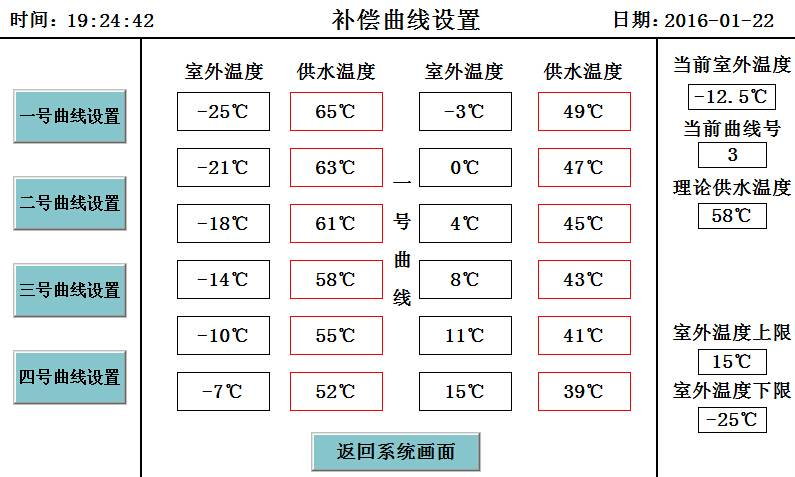 时间: 19:24:42
补偿曲线设置
日期: 2016-01-22
一号曲线设置
二号曲线设置
三号曲线设置
四号曲线设置
室外温度 供水温度 室外温度 供水温度
-25℃ 65℃ -3℃ 49℃
-21℃ 63℃ 0℃ 47℃
-18℃ 61℃ 4℃ 45℃
-14℃ 58℃ 8℃ 43℃
-10℃ 55℃ 11℃ 41℃
-7℃ 52℃ 15℃ 39℃
一号曲线
返回系统画面
当前室外温度
-12.5℃
当前曲线号
3
理论供水温度
58℃
室外温度上限
15℃
室外温度下限
-25℃